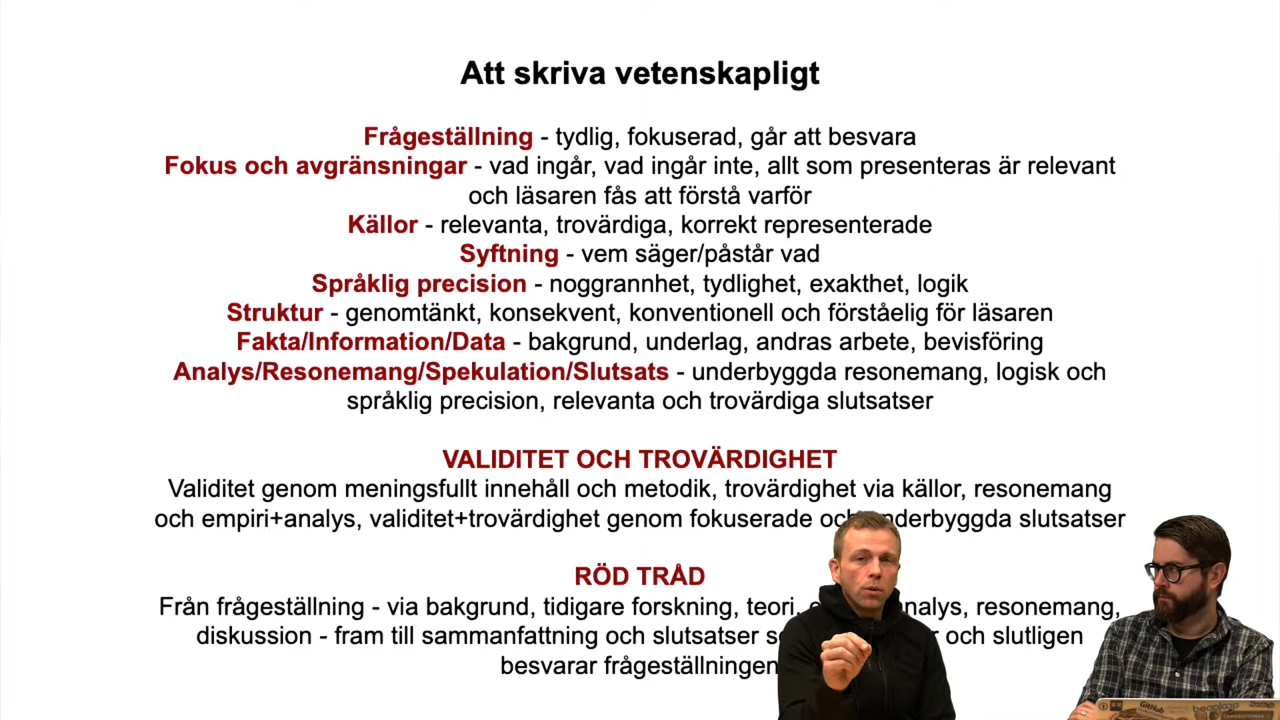 Att skriva vetenskapligt
Frågeställning - tydlig, fokuserad, går att besvara
Fokus och avgränsningar - vad ingår, vad ingår inte, allt som presenteras är relevant
och läsaren fås att förstå varför
Källor - relevanta, trovärdiga, korrekt representerade
Syftning - vem säger/påstår vad
Språklig precision - noggrannhet, tydlighet, exakthet, logik
Struktur - genomtänkt, konsekvent, konventionell och förståelig för läsaren
Fakta/Information/Data - bakgrund, underlag, andras arbete, bevisföring
Analys/Resonemang/Spekulation/Slutsats - underbyggda resonemang, logisk och
språklig precision, relevanta och trovärdiga slutsatser
VALIDITET OCH TROVÄRDIGHET
Validitet genom meningsfullt innehåll och metodik, trovärdighet via källor, resonemang
och empiri+analys, validitet+trovärdighet genom fokuserade och underbyggda slutsatser
RÖD TRÅD
Från frågeställning - via bakgrund, tidigare forskning, teori, analys, resonemang,
diskussion - fram till sammanfattning och slutsatser och slutligen
besvarar frågeställningen
GitHub
beanloop